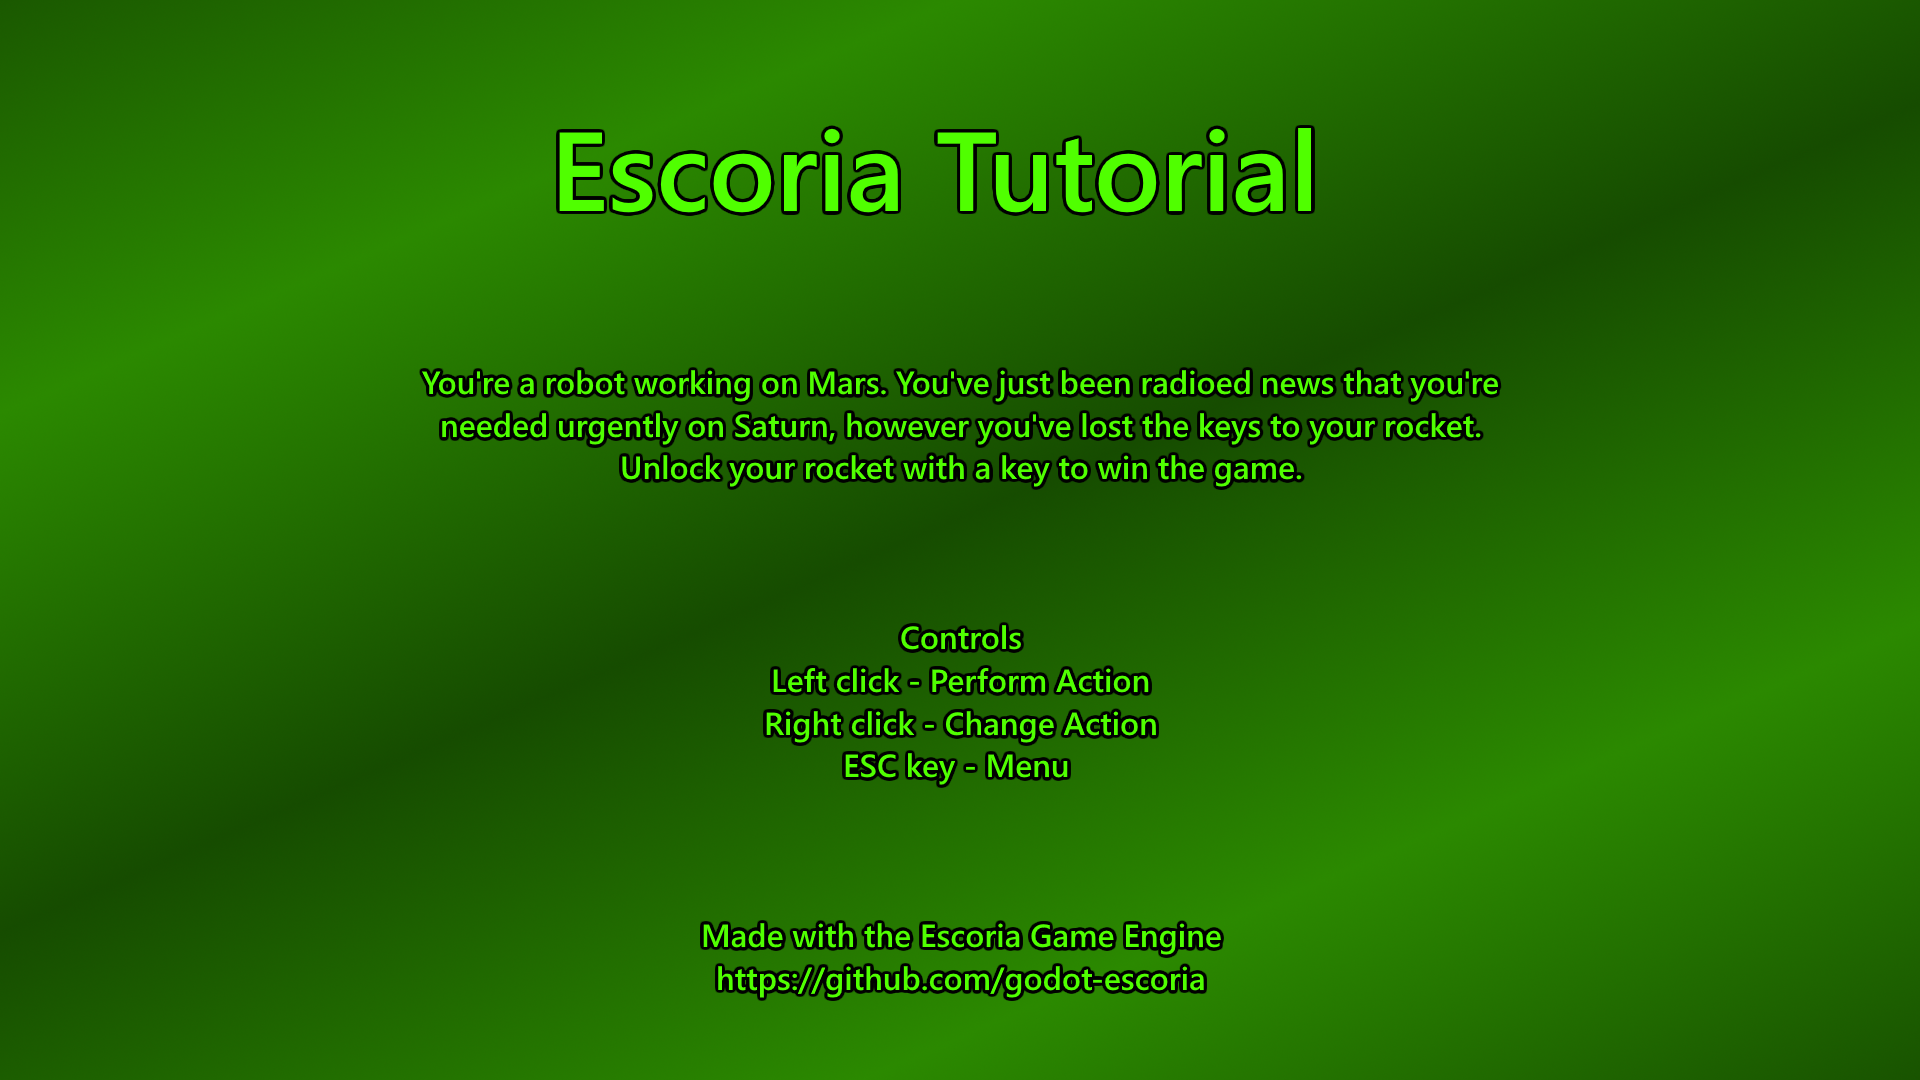 Escoria Tutorial
You're a robot working on Mars. You've just been radioed news that you're
needed urgently on Saturn, however you've lost the keys to your rocket.
Unlock your rocket with a key to win the game.
Controls
Left click - Perform Action
Right click - Change Action
ESC key - Menu
Made with the Escoria Game Engine
https://github.com/godot-escoria